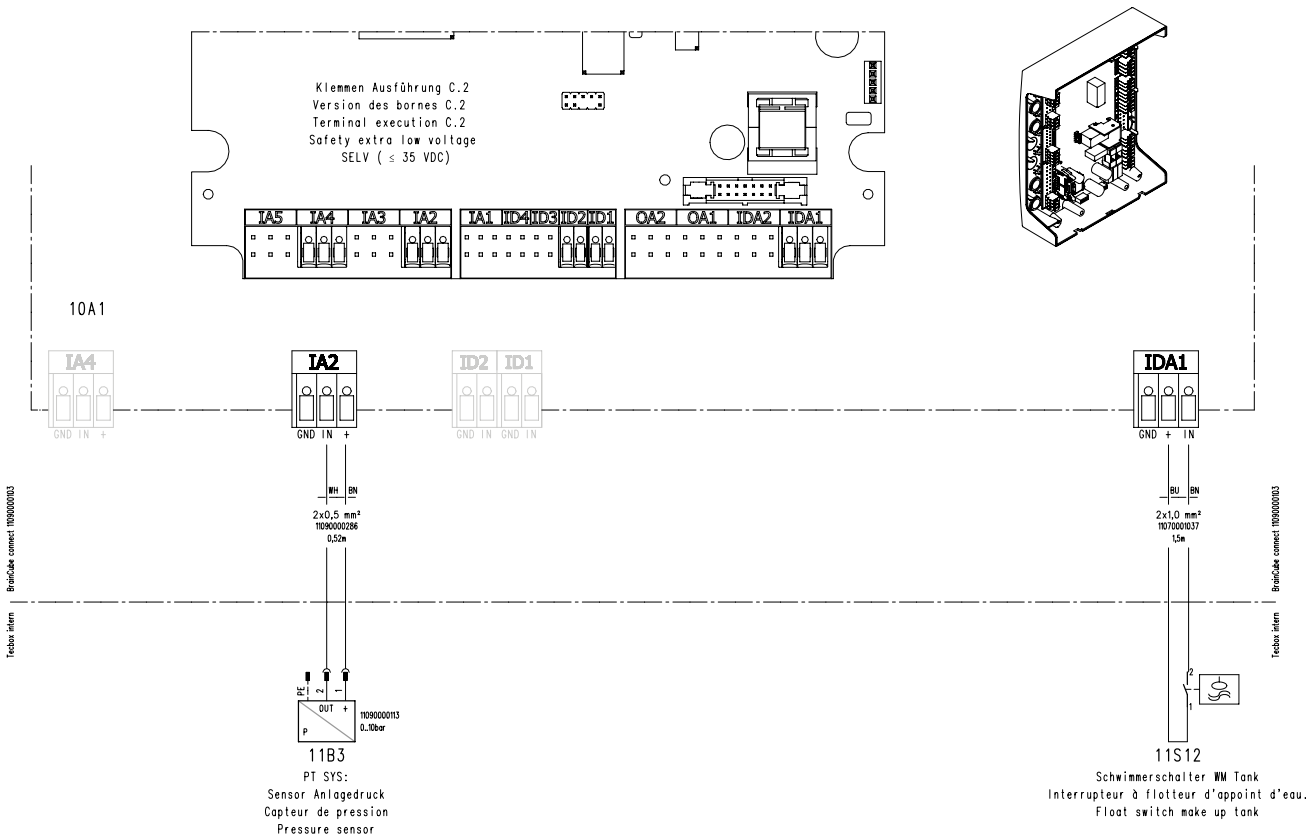 Klemmen Ausführung C.2
Version des bornes C.2
Terminal execution C.2
Safety extra low voltage
SELV ( ≤ 35 VDC)
IA5 IA4 IA3 IA2 IA1 ID4 ID3 ID2 ID1 OA2 OA1 IDA2 IDA1
10A1
IA4
GND IN +
IA2
GND IN +
ID2 ID1
GND IN GND IN
IDA1
GND + IN
WH BN
2x0,5 mm²
11090000286
0,52m
BU BN
2x1,0 mm²
11070001037
1,5m
BrainCube connect 11090000103
Tecbox intern
BrainCube connect 11090000103
Tecbox intern
PE 2 1
OUT +
P
11090000113
0..10bar
11B3
PT SYS:
Sensor Anlagedruck
Capteur de pression
Pressure sensor
2
1
11S12
Schwimmerschalter WM Tank
Interrupteur à flotteur d'appoint d'eau.
Float switch make up tank